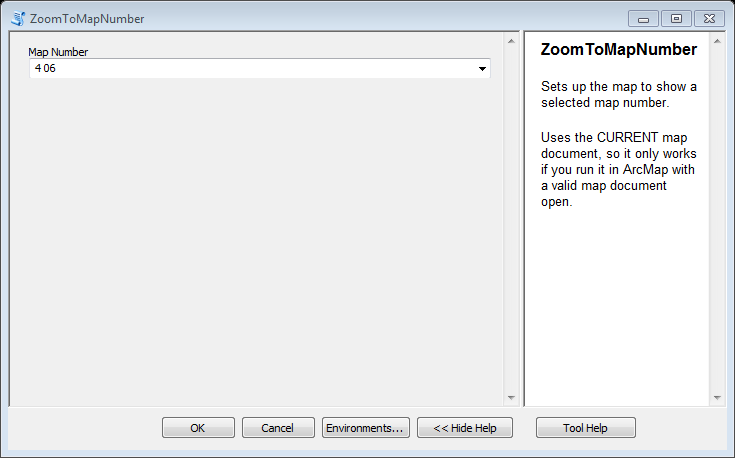 ZoomToMapNumber
Map Number
4 06
ZoomToMapNumber
Sets up the map to show a
selected map number.
Uses the CURRENT map
document, so it only works
if you run it in ArcMap with
a valid map document
open.
OK
Cancel
Environments...
<< Hide Help
Tool Help